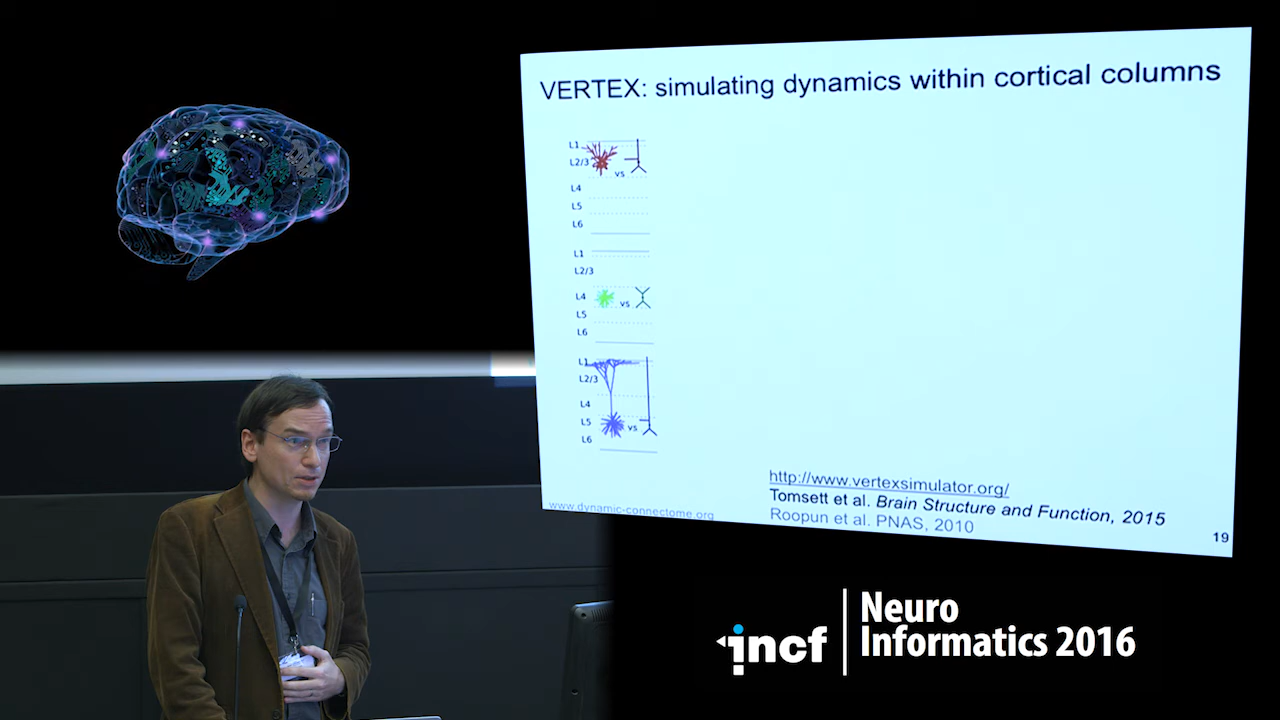 VERTEX: simulating dynamics within cortical columns
L1
L2/3
vs
L4
L5
L6
L1
L2/3
L4
vs
L5
L6
L1
L2/3
L4
L5
vs
L6
http://www.vertexsimulator.org/
Tomsett et al. Brain Structure and Function, 2015
Roopun et al. PNAS, 2010
www.dynamic-connectome.org
19
incf
Neuro
Informatics 2016